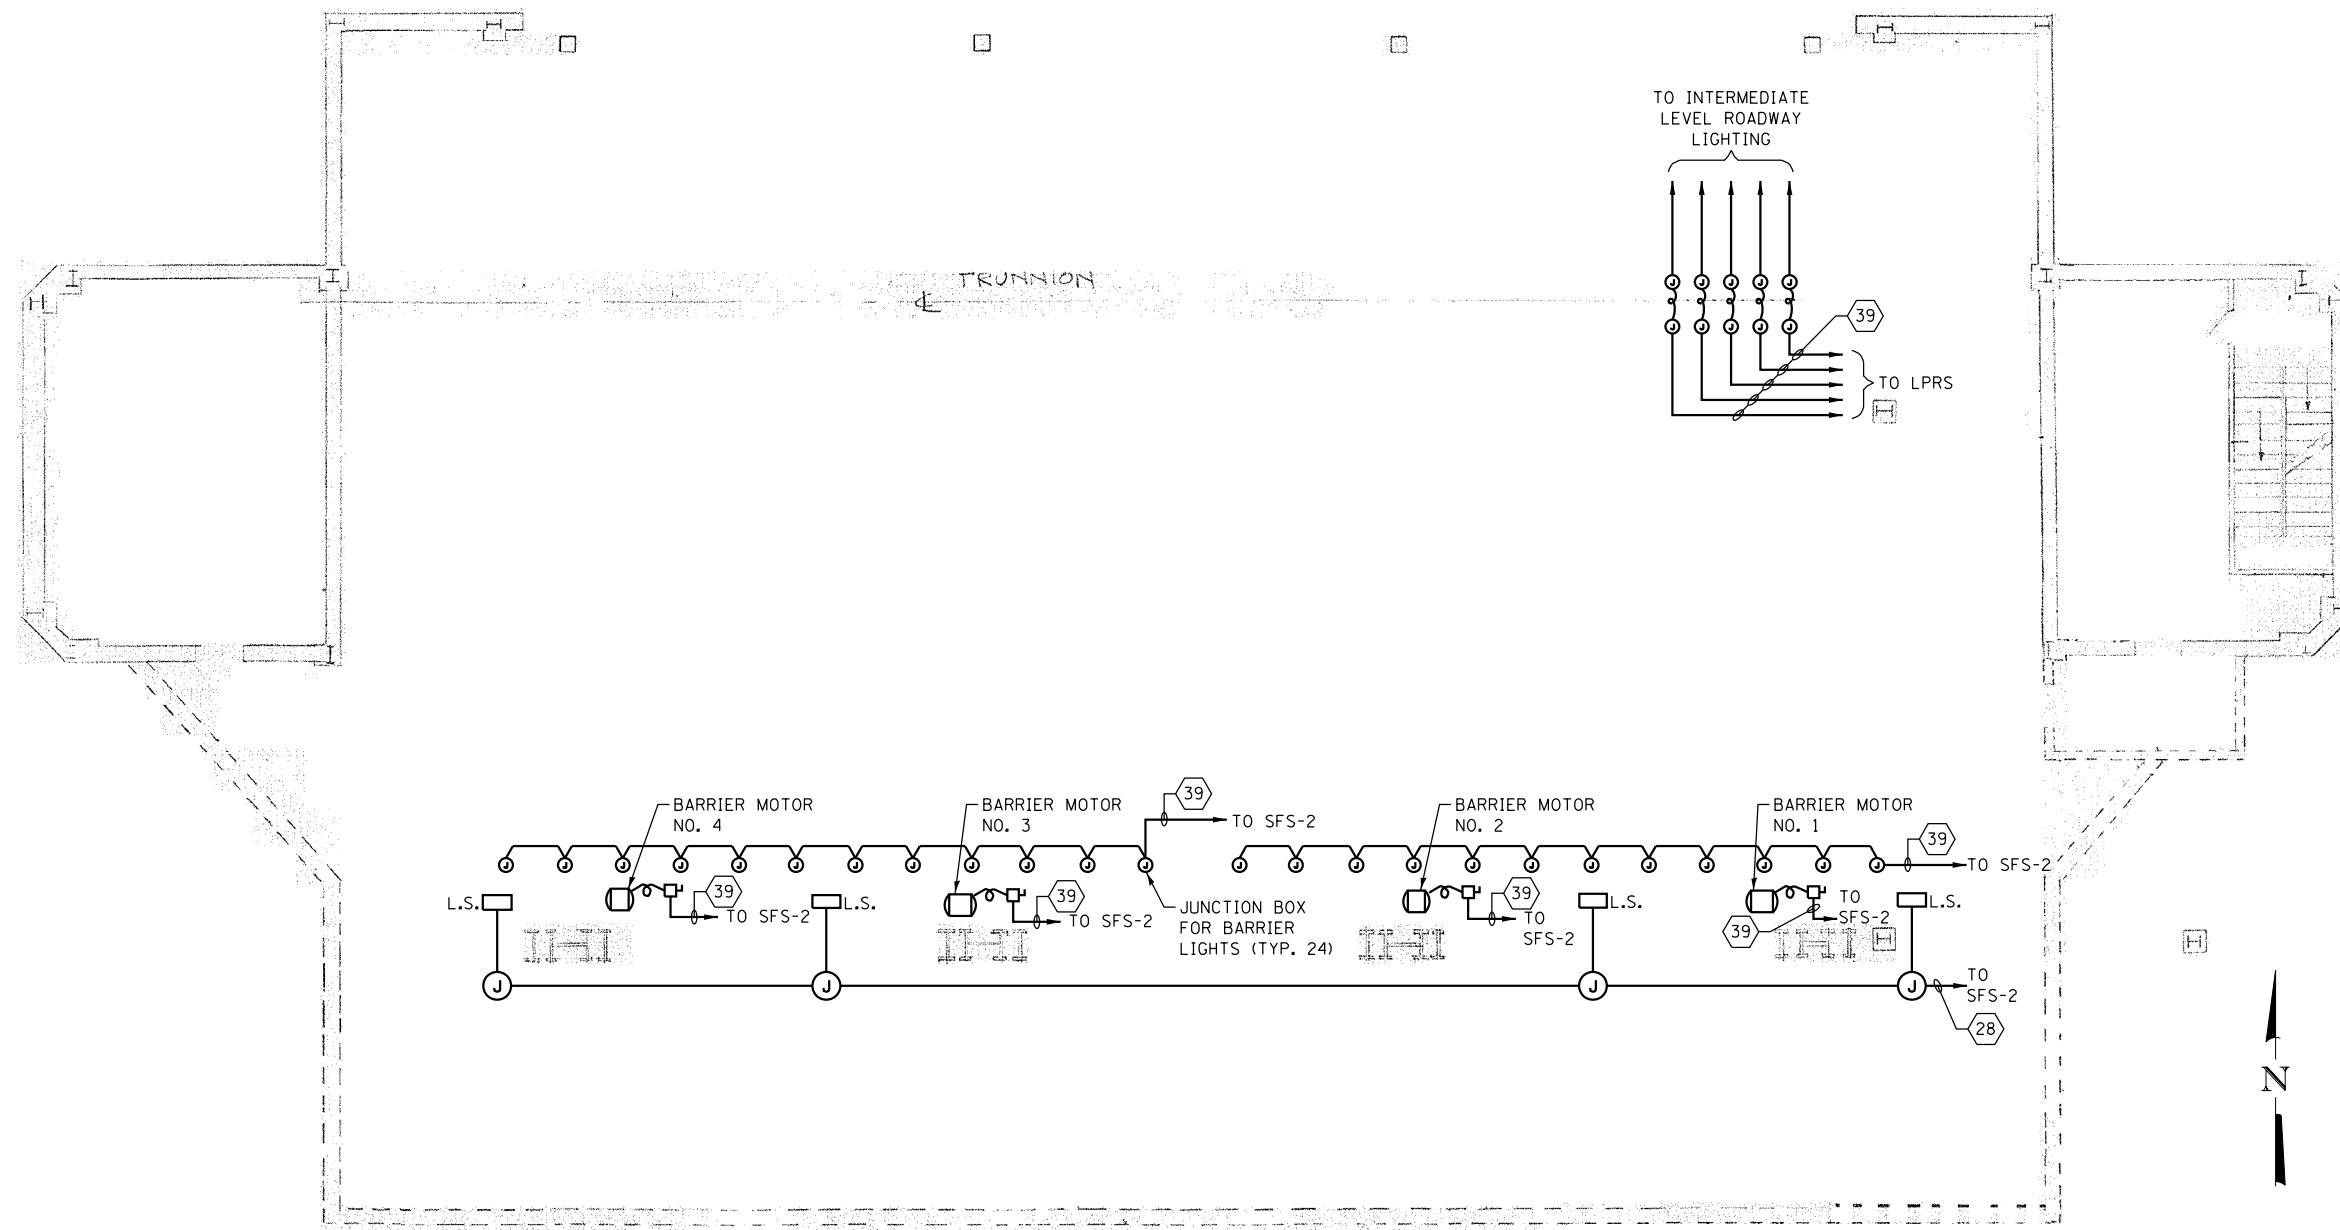 TO INTERMEDIATE
LEVEL ROADWAY
LIGHTING
TRUNNION
℄
39
TO LPRS
BARRIER MOTOR
NO. 4
BARRIER MOTOR
NO. 3
39
TO SFS-2
BARRIER MOTOR
NO. 2
BARRIER MOTOR
NO. 1
39
TO SFS-2
J J J J J J J J J J J J J J J J J J J J J J J J
L.S.
39
TO SFS-2
L.S.
39
TO SFS-2
JUNCTION BOX
FOR BARRIER
LIGHTS (TYP. 24)
39
TO
SFS-2
L.S.
39
TO
SFS-2
L.S.
J J J J
TO
SFS-2
28
N